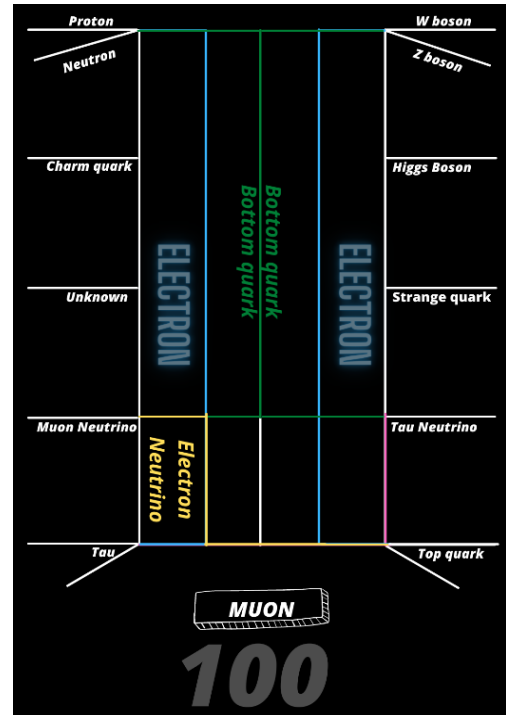 Proton
W boson
Neutron
Z boson
Charm quark
Higgs Boson
Bottom quark
Bottom quark
ELECTRON
ELECTRON
Unknown
Strange quark
Muon Neutrino
Tau Neutrino
Electron
Neutrino
Tau
Top quark
MUON
100